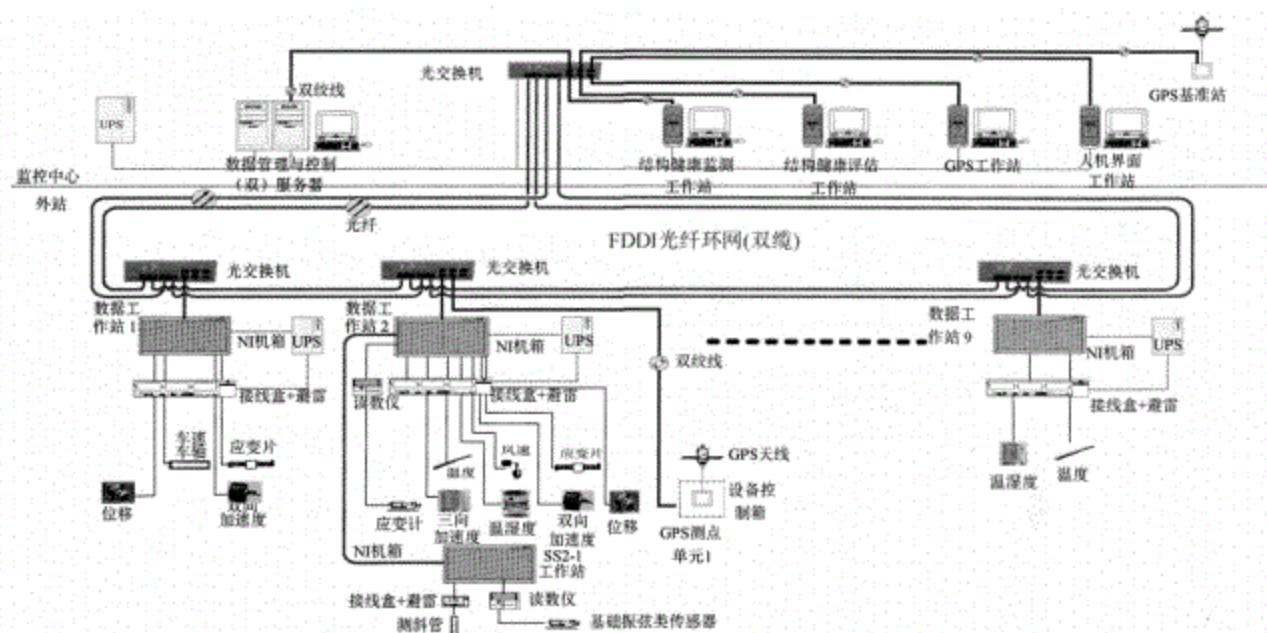 光交换机
双绞线
GPS基准站
UPS
数据管理与控制
（双）服务器
结构健康监测
工作站
结构健康评估
工作站
GPS工作站
人机界面
工作站
监控中心
外站
光纤
FDDI光纤环网(双缆)
光交换机
光交换机
光交换机
数据工
作站1
NI机箱
UPS
数据工
作站2
NI机箱
UPS
双绞线
数据工
作站9
NI机箱
UPS
接线盒+避雷
读数仪
接线盒+避雷
接线盒+避雷
车速
车轴
应变片
位移
双向
加速度
温度
风速
应变片
应变计
三向
加速度
温湿度
双向
加速度
位移
GPS天线
设备控
制箱
GPS测点
单元1
温湿度
温度
NI机箱
SS2-1
工作站
接线盒+避雷
读数仪
测斜管
基础振弦类传感器